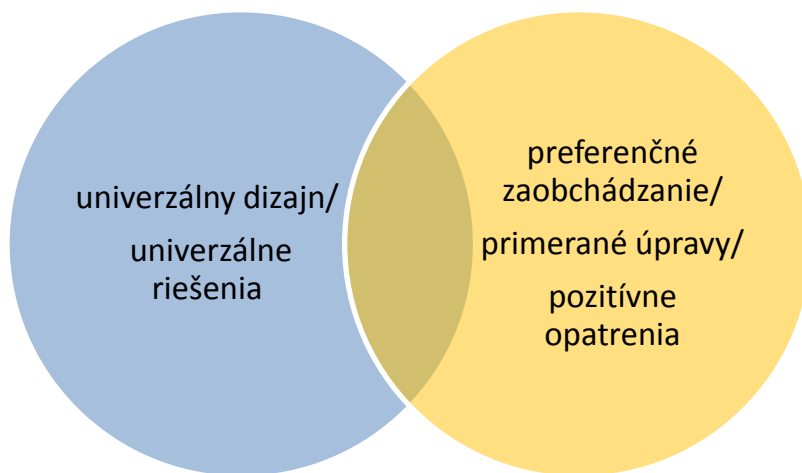 univerzálny dizajn/
univerzálne
riešenia
preferenčné
zaobchádzanie/
primerané úpravy/
pozitívne
opatrenia